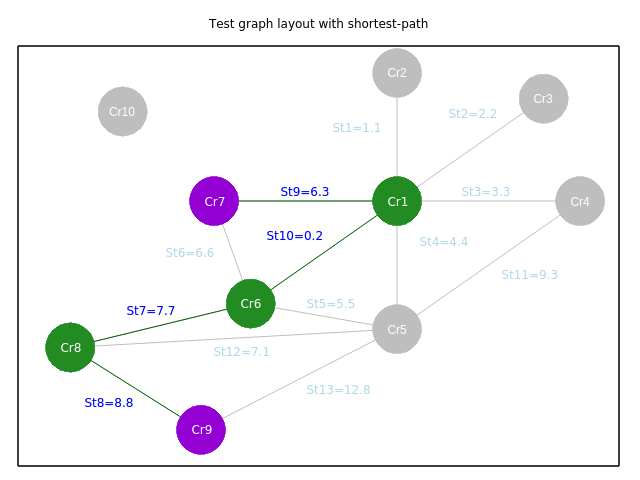 Test graph layout with shortest-path
Cr2
Cr3
Cr10
St2=2.2
St1=1.1
St9=6.3
St3=3.3
Cr7
Cr1
Cr4
St10=0.2
St4=4.4
St6=6.6
St11=9.3
Cr6
St5=5.5
St7=7.7
Cr5
Cr8
St12=7.1
St13=12.8
St8=8.8
Cr9